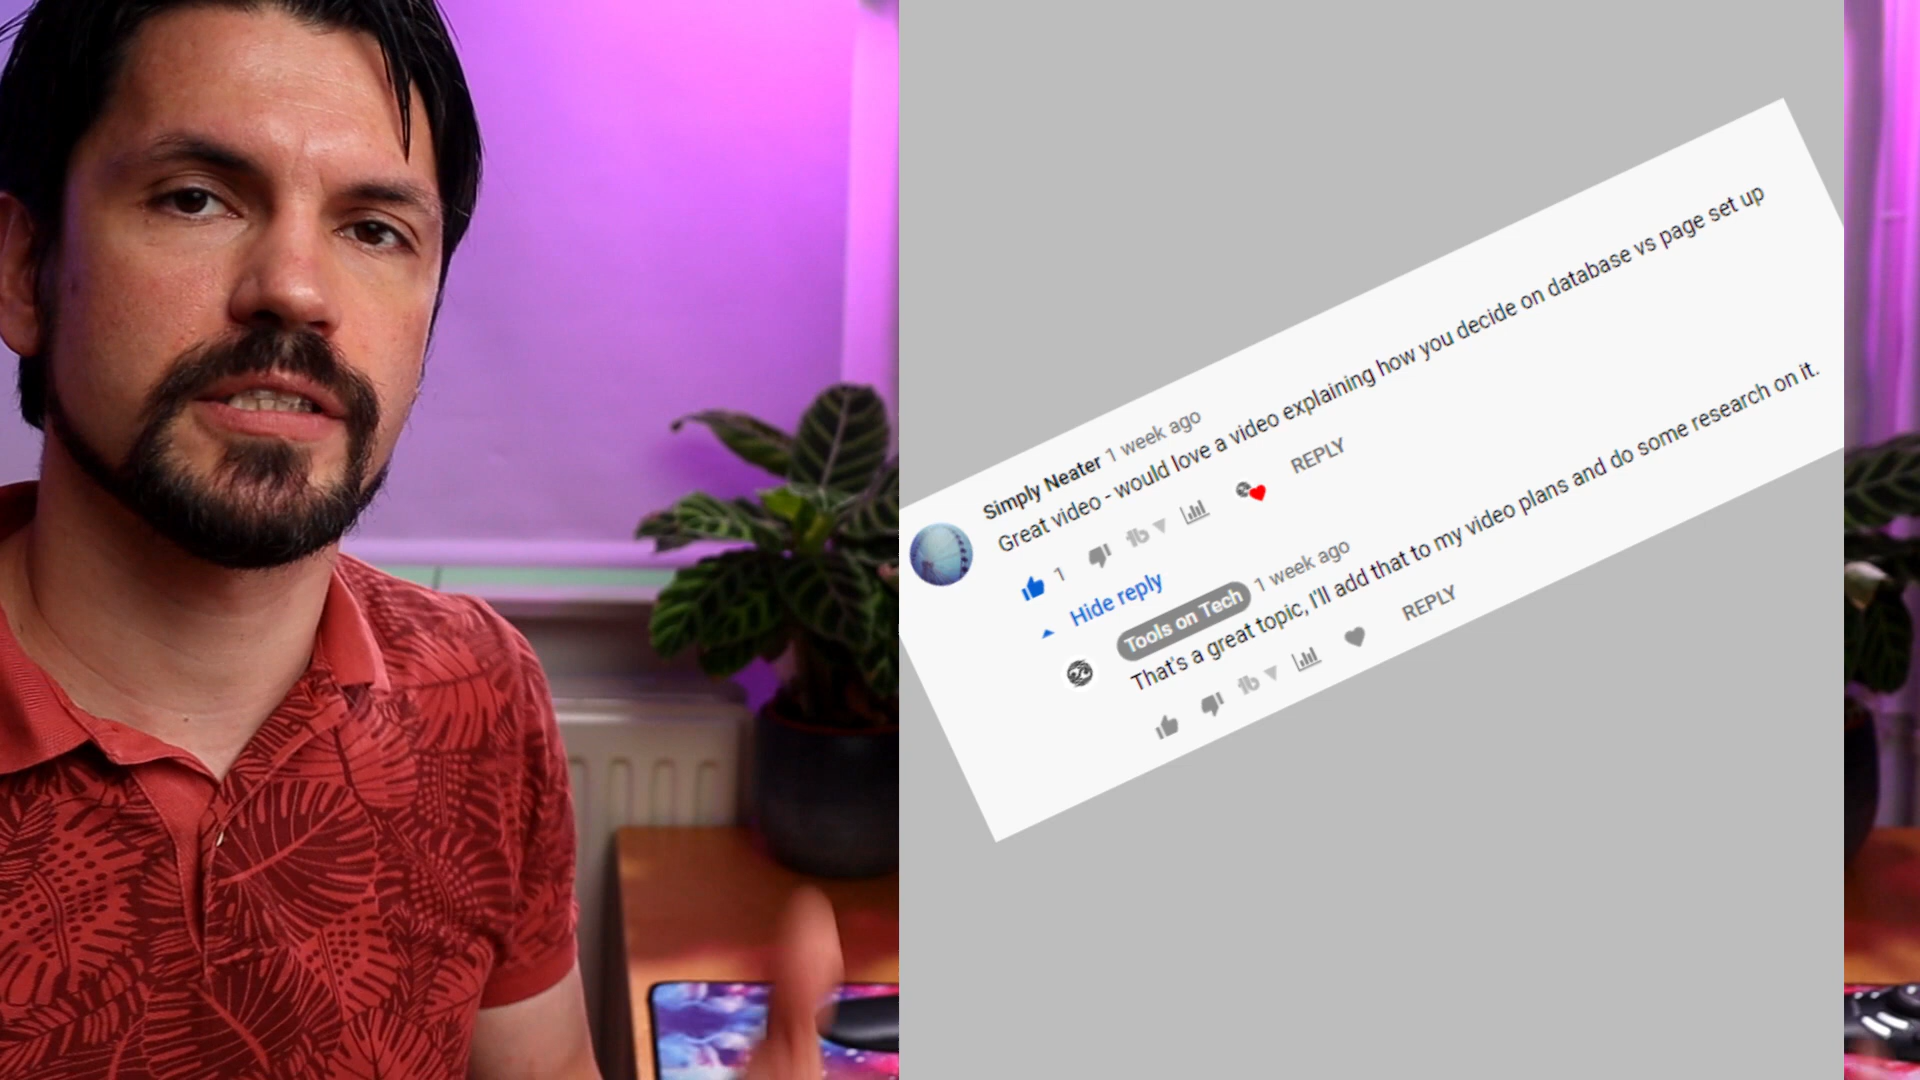 Simply Neater 1 week ago
Great video - would love a video explaining how you decide on database vs page set up
1
REPLY
Hide reply
Tools on Tech 1 week ago
That's a great topic, I'll add that to my video plans and do some research on it.
REPLY